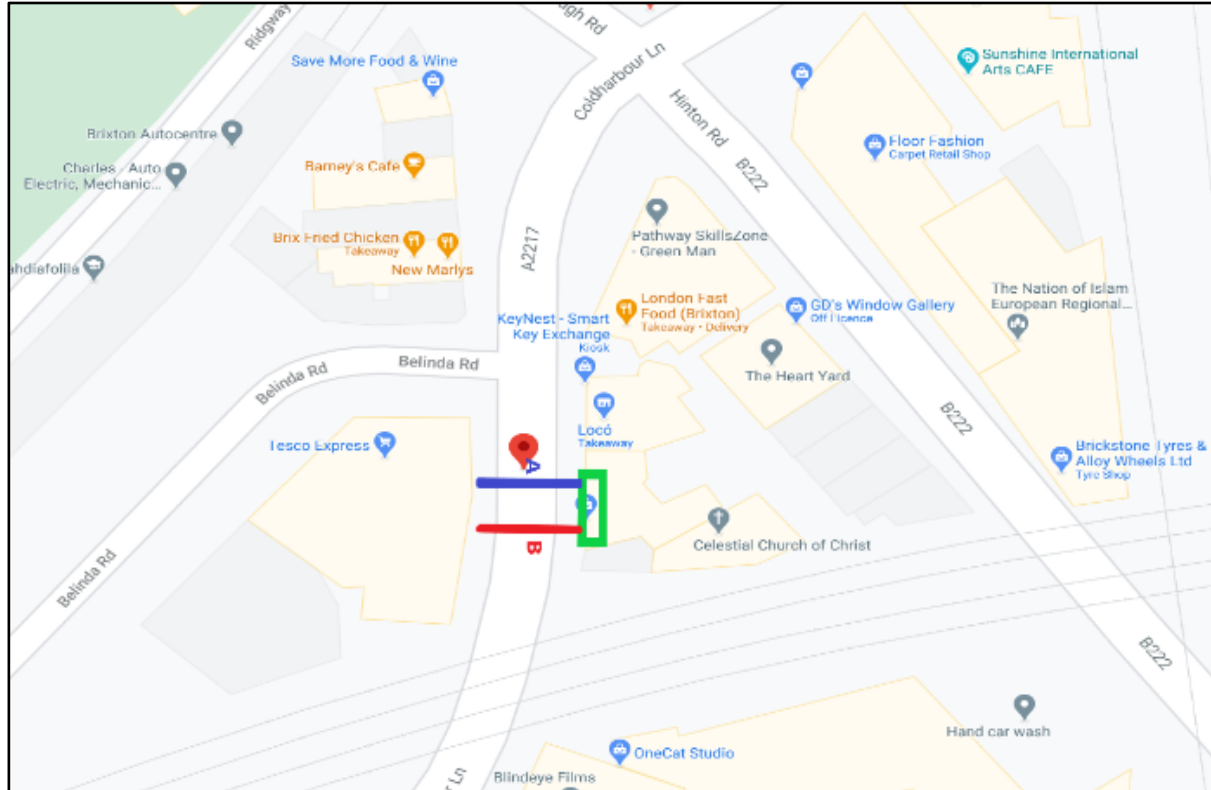 Ridgway
ugh Rd
Coldharbour Ln
Save More Food & Wine
Sunshine International
Arts CAFE
Brixton Autocentre
Hinton Rd
B222
Floor Fashion
Carpet Retail Shop
Charles - Auto
Electric, Mechanic...
Barney's Cafe
A2217
Pathway SkillsZone
- Green Man
Brix Fried Chicken
Takeaway
New Marlys
ahdiafolila
The Nation of Islam
European Regional...
London Fast
Food (Brixton)
Takeaway • Delivery
GD's Window Gallery
Off Licence
KeyNest - Smart
Key Exchange
Kiosk
Belinda Rd
Belinda Rd
The Heart Yard
B222
Locó
Takeaway
Tesco Express
Brickstone Tyres &
Alloy Wheels Ltd
Tyre Shop
A
B
Celestial Church of Christ
Belinda Rd
B222
Hand car wash
OneCat Studio
r Ln
Blindeye Films